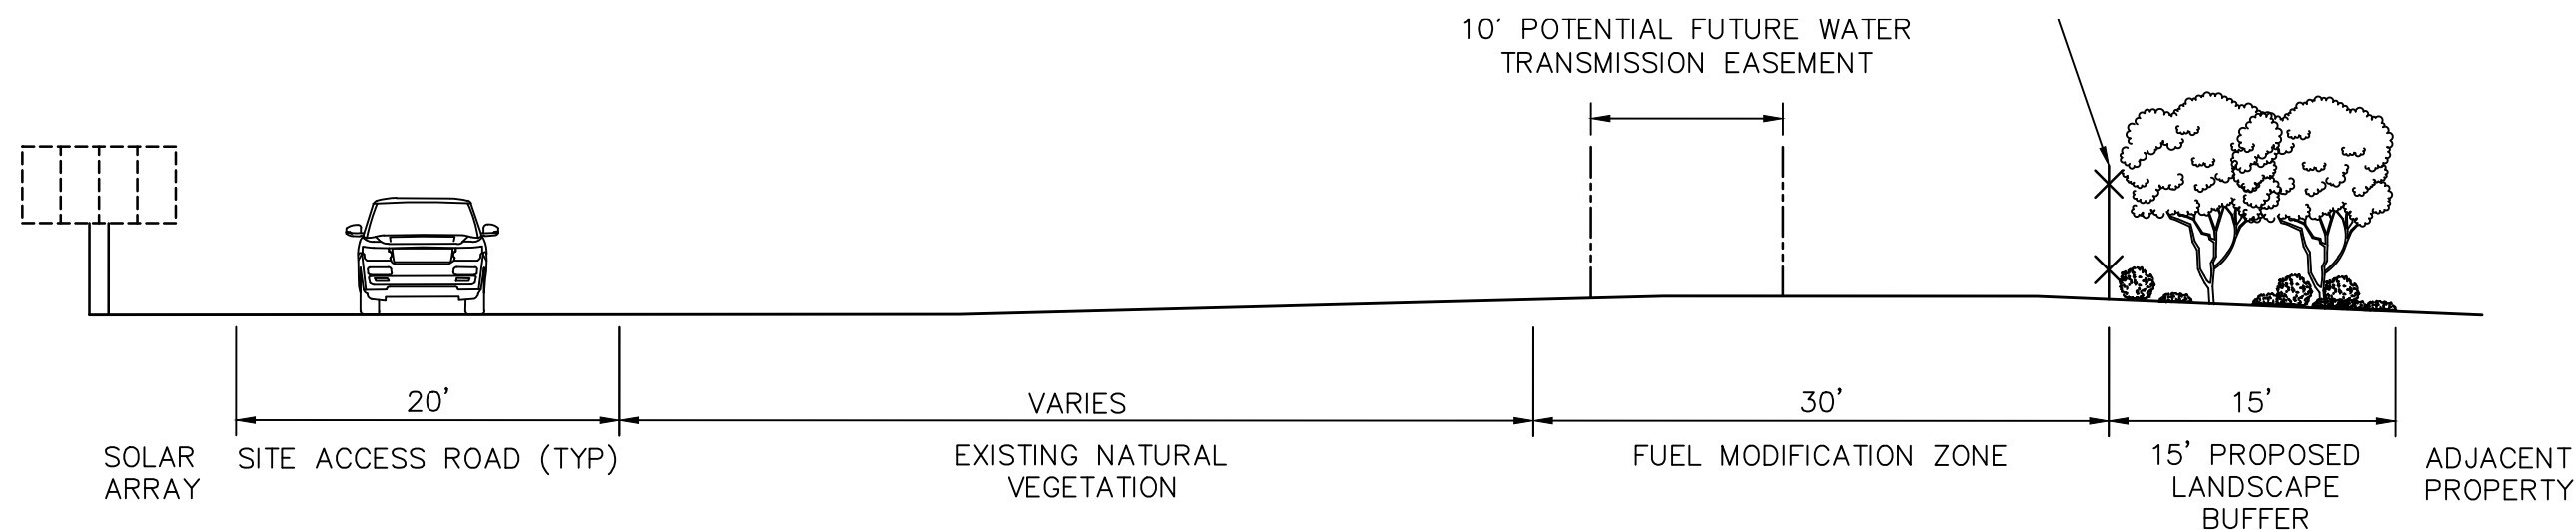 10' POTENTIAL FUTURE WATER
TRANSMISSION EASEMENT
20'
VARIES
30'
15'
SOLAR
ARRAY
SITE ACCESS ROAD (TYP)
EXISTING NATURAL
VEGETATION
FUEL MODIFICATION ZONE
15' PROPOSED
LANDSCAPE
BUFFER
ADJACENT
PROPERTY